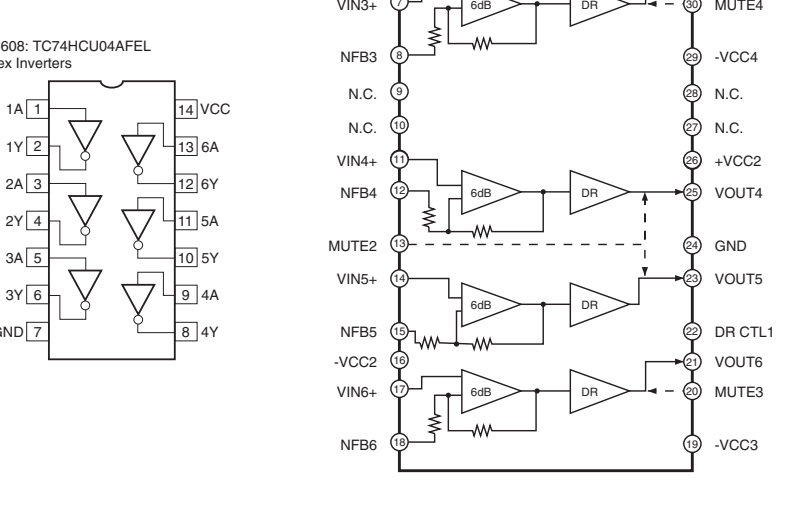 608: TC74HCU04AFEL
ex Inverters
1A 1
14 VCC
1Y 2
13 6A
2A 3
12 6Y
2Y 4
11 5A
3A 5
10 5Y
3Y 6
9 4A
GND 7
8 4Y
VIN3+ 7
6dB
DR
30 MUTE4
NFB3 8
29 -VCC4
N.C. 9
28 N.C.
N.C. 10
27 N.C.
VIN4+ 11
26 +VCC2
NFB4 12
6dB
DR
25 VOUT4
MUTE2 13
24 GND
VIN5+ 14
23 VOUT5
6dB
DR
NFB5 15
22 DR CTL1
-VCC2 16
21 VOUT6
VIN6+ 17
6dB
DR
20 MUTE3
NFB6 18
19 -VCC3